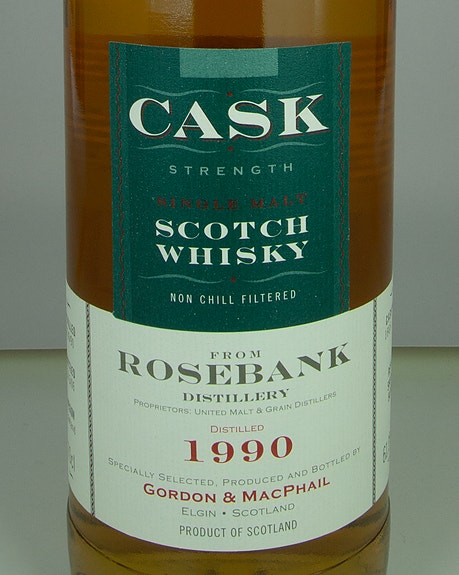 CASK
STRENGTH
SINGLE MALT
SCOTCH
WHISKY
NON CHILL FILTERED
FROM
ROSEBANK
DISTILLERY
PROPRIETORS: UNITED MALT & GRAIN DISTILLERS
DISTILLED
1990
SPECIALLY SELECTED, PRODUCED AND BOTTLED BY
GORDON & MACPHAIL
ELGIN • SCOTLAND
PRODUCT OF SCOTLAND